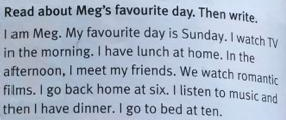 Read about Meg's favourite day. Then write.
I am Meg. My favourite day is Sunday. I watch TV
in the morning. I have lunch at home. In the
afternoon, I meet my friends. We watch romantic
films. I go back home at six. I listen to music and
then I have dinner. I go to bed at ten.